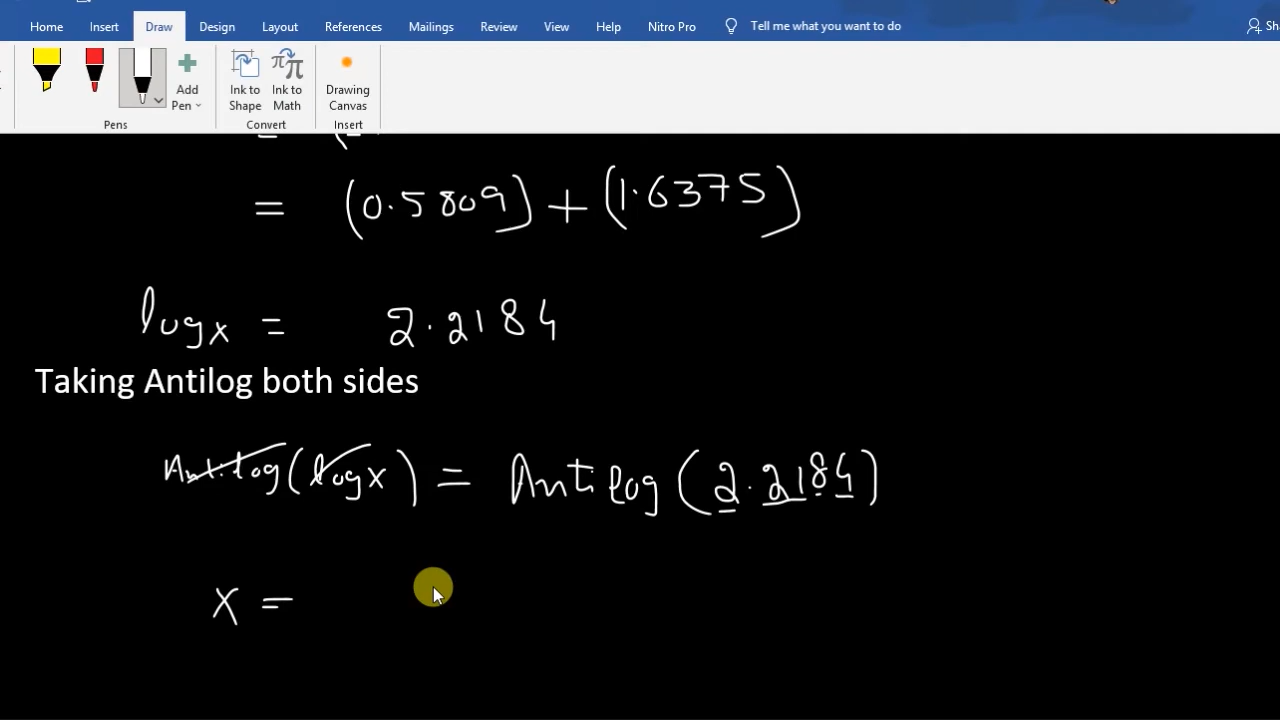 Home Insert Draw Design Layout References Mailings Review View Help Nitro Pro Tell me what you want to do
Add Pen
Ink to Shape
Ink to Math
Drawing Canvas
Pens Convert Insert
= (0.5809) + (1.6375)
log x = 2.2184
Taking Antilog both sides
Antilog (log x) = Antilog (2.2184)
x =